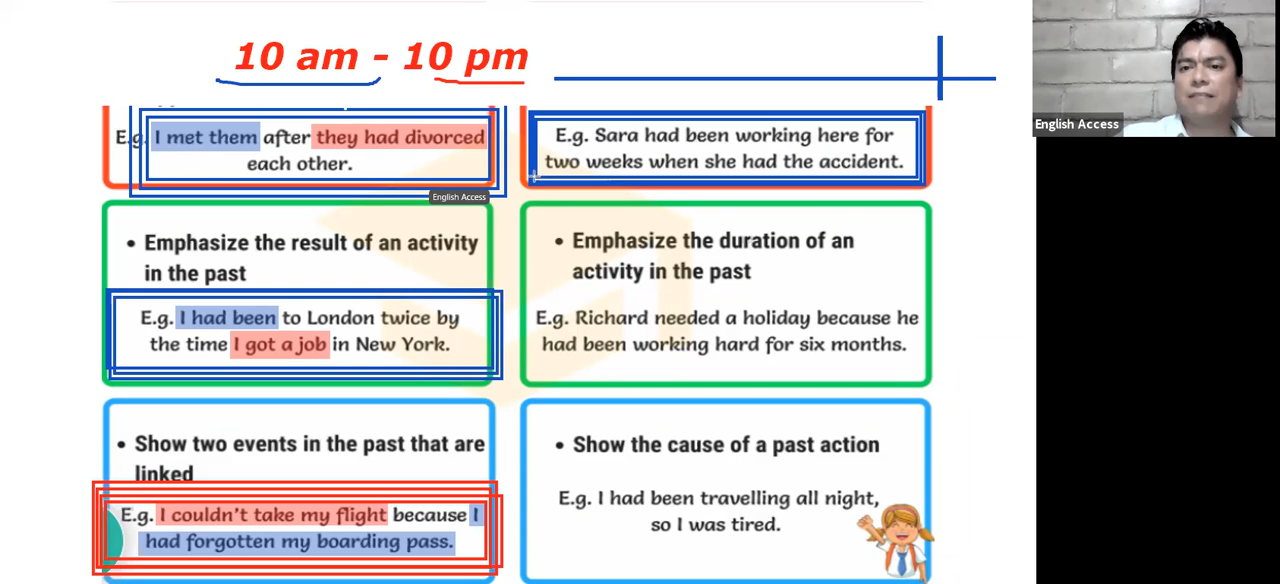 10 am - 10 pm
E.g. I met them after they had divorced
each other.
E.g. Sara had been working here for
two weeks when she had the accident.
English Access
English Access
• Emphasize the result of an activity
in the past
E.g. I had been to London twice by
the time I got a job in New York.
• Emphasize the duration of an
activity in the past
E.g. Richard needed a holiday because he
had been working hard for six months.
• Show two events in the past that are
linked
E.g. I couldn't take my flight because I
had forgotten my boarding pass.
• Show the cause of a past action
E.g. I had been travelling all night,
so I was tired.